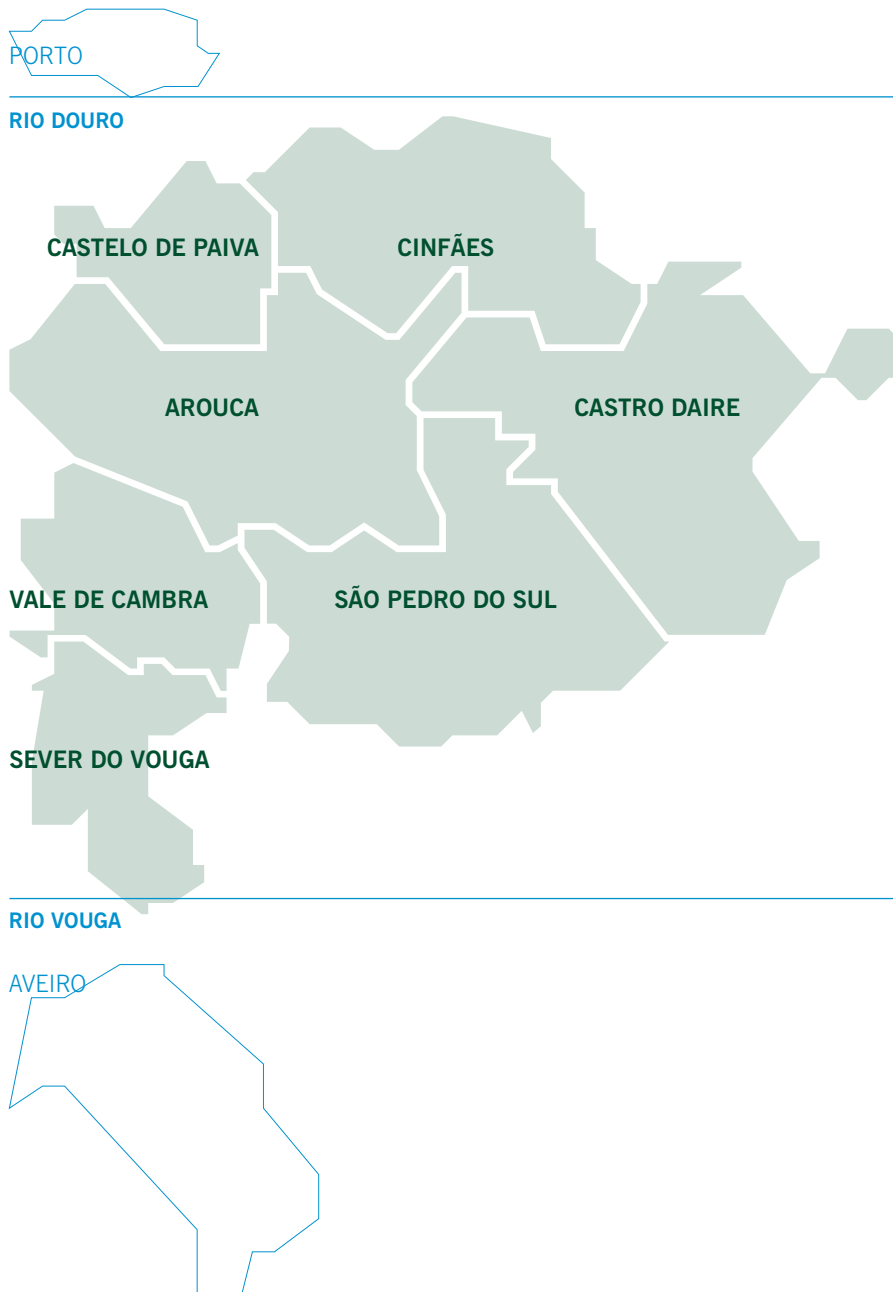 PORTO
RIO DOURO
CASTELO DE PAIVA
CINFÃES
AROUCA
CASTRO DAIRE
VALE DE CAMBRA
SÃO PEDRO DO SUL
SEVER DO VOUGA
RIO VOUGA
AVEIRO